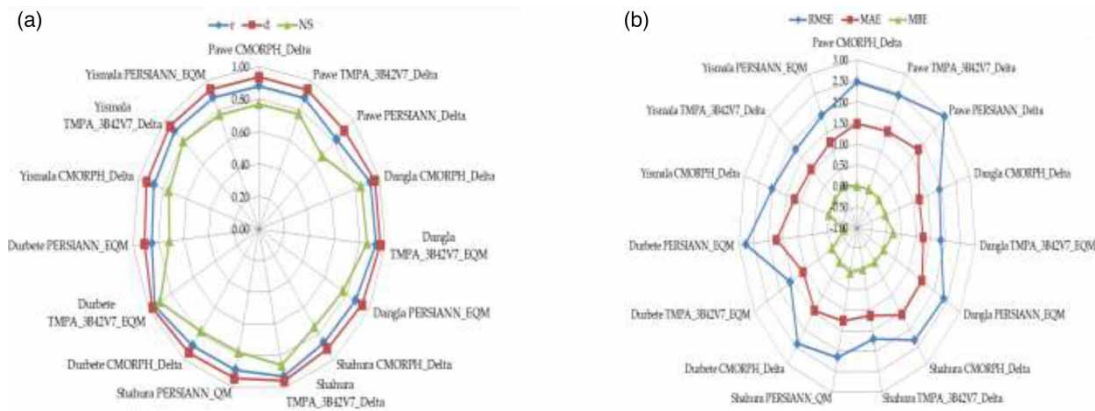 (a)
r d NS
Pawe CMORPH_Delta
Pawe TMPA_3B42V7_Delta
Pawe PERSIANN_Delta
Dangla CMORPH_Delta
Dangla
TMPA_3B42V7_EQM
Dangla PERSIANN_EQM
Shahura CMORPH_Delta
Shahura
TMPA_3B42V7_Delta
Shahura PERSIANN_QM
Durbete CMORPH_Delta
Durbete
TMPA_3B42V7_EQM
Durbete PERSIANN_EQM
Yismala CMORPH_Delta
Yismala
TMPA_3B42V7_Delta
Yismala PERSIANN_EQM
1.00
0.80
0.60
0.40
0.20
0.00
(b)
RMSE MAE MBE
Pawe CMORPH_Delta
Pawe TMPA_3B42V7_Delta
Pawe PERSIANN_Delta
Dangla CMORPH_Delta
Dangla TMPA_3B42V7_EQM
Dangla PERSIANN_EQM
Shahura CMORPH_Delta
Shahura TMPA_3B42V7_Delta
Shahura PERSIANN_QM
Durbete CMORPH_Delta
Durbete TMPA_3B42V7_EQM
Durbete PERSIANN_EQM
Yismala CMORPH_Delta
Yismala TMPA_3B42V7_Delta
Yismala PERSIANN_EQM
3.00
2.50
2.00
1.50
1.00
0.50
0.00
-0.50
-1.00